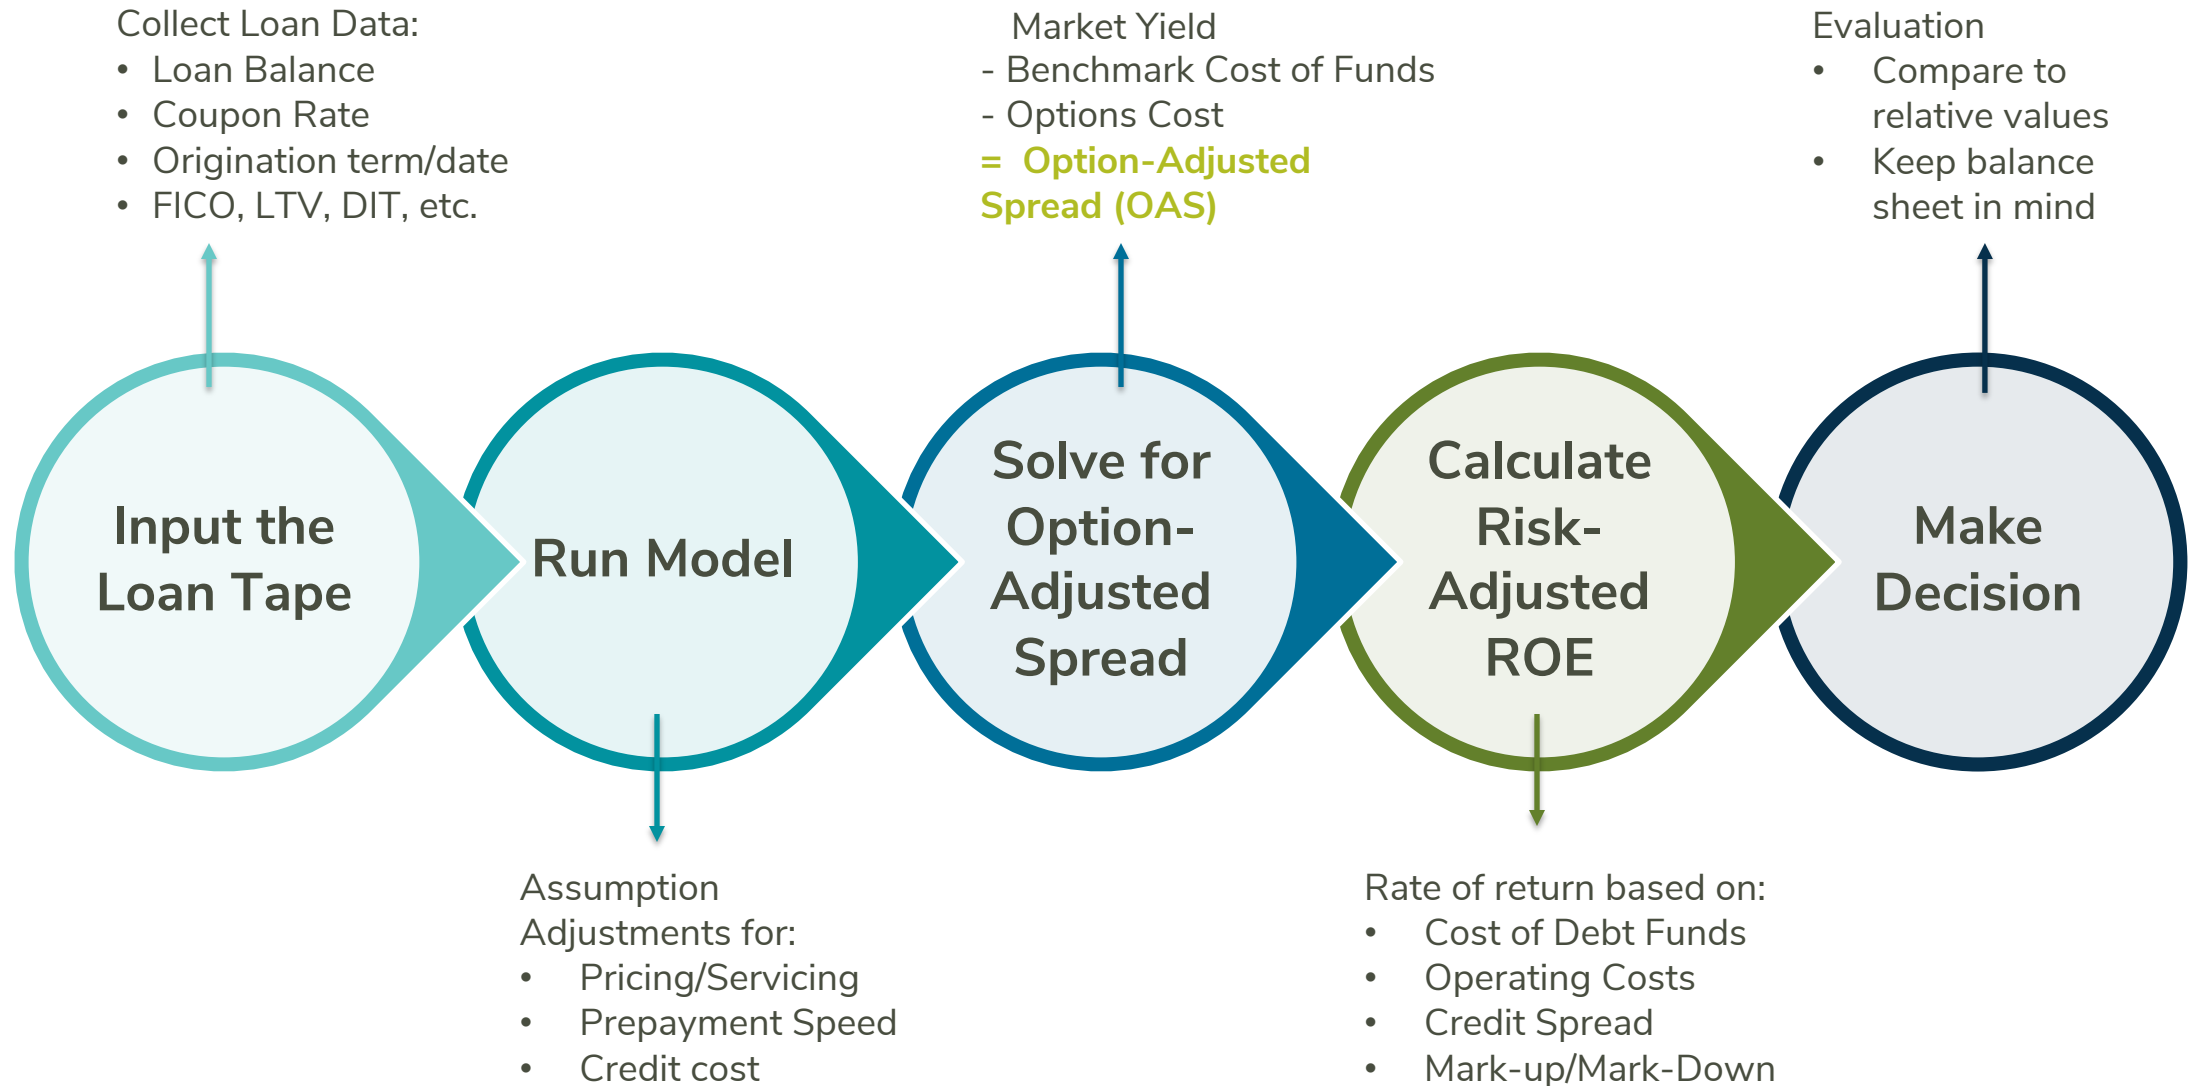 Collect Loan Data:
• Loan Balance
• Coupon Rate
• Origination term/date
• FICO, LTV, DIT, etc.
Market Yield
- Benchmark Cost of Funds
- Options Cost
= Option-Adjusted
Spread (OAS)
Evaluation
• Compare to
relative values
• Keep balance
sheet in mind
Input the
Loan Tape
Run Model
Solve for
Option-
Adjusted
Spread
Calculate
Risk-
Adjusted
ROE
Make
Decision
Assumption
Adjustments for:
• Pricing/Servicing
• Prepayment Speed
• Credit cost
Rate of return based on:
• Cost of Debt Funds
• Operating Costs
• Credit Spread
• Mark-up/Mark-Down